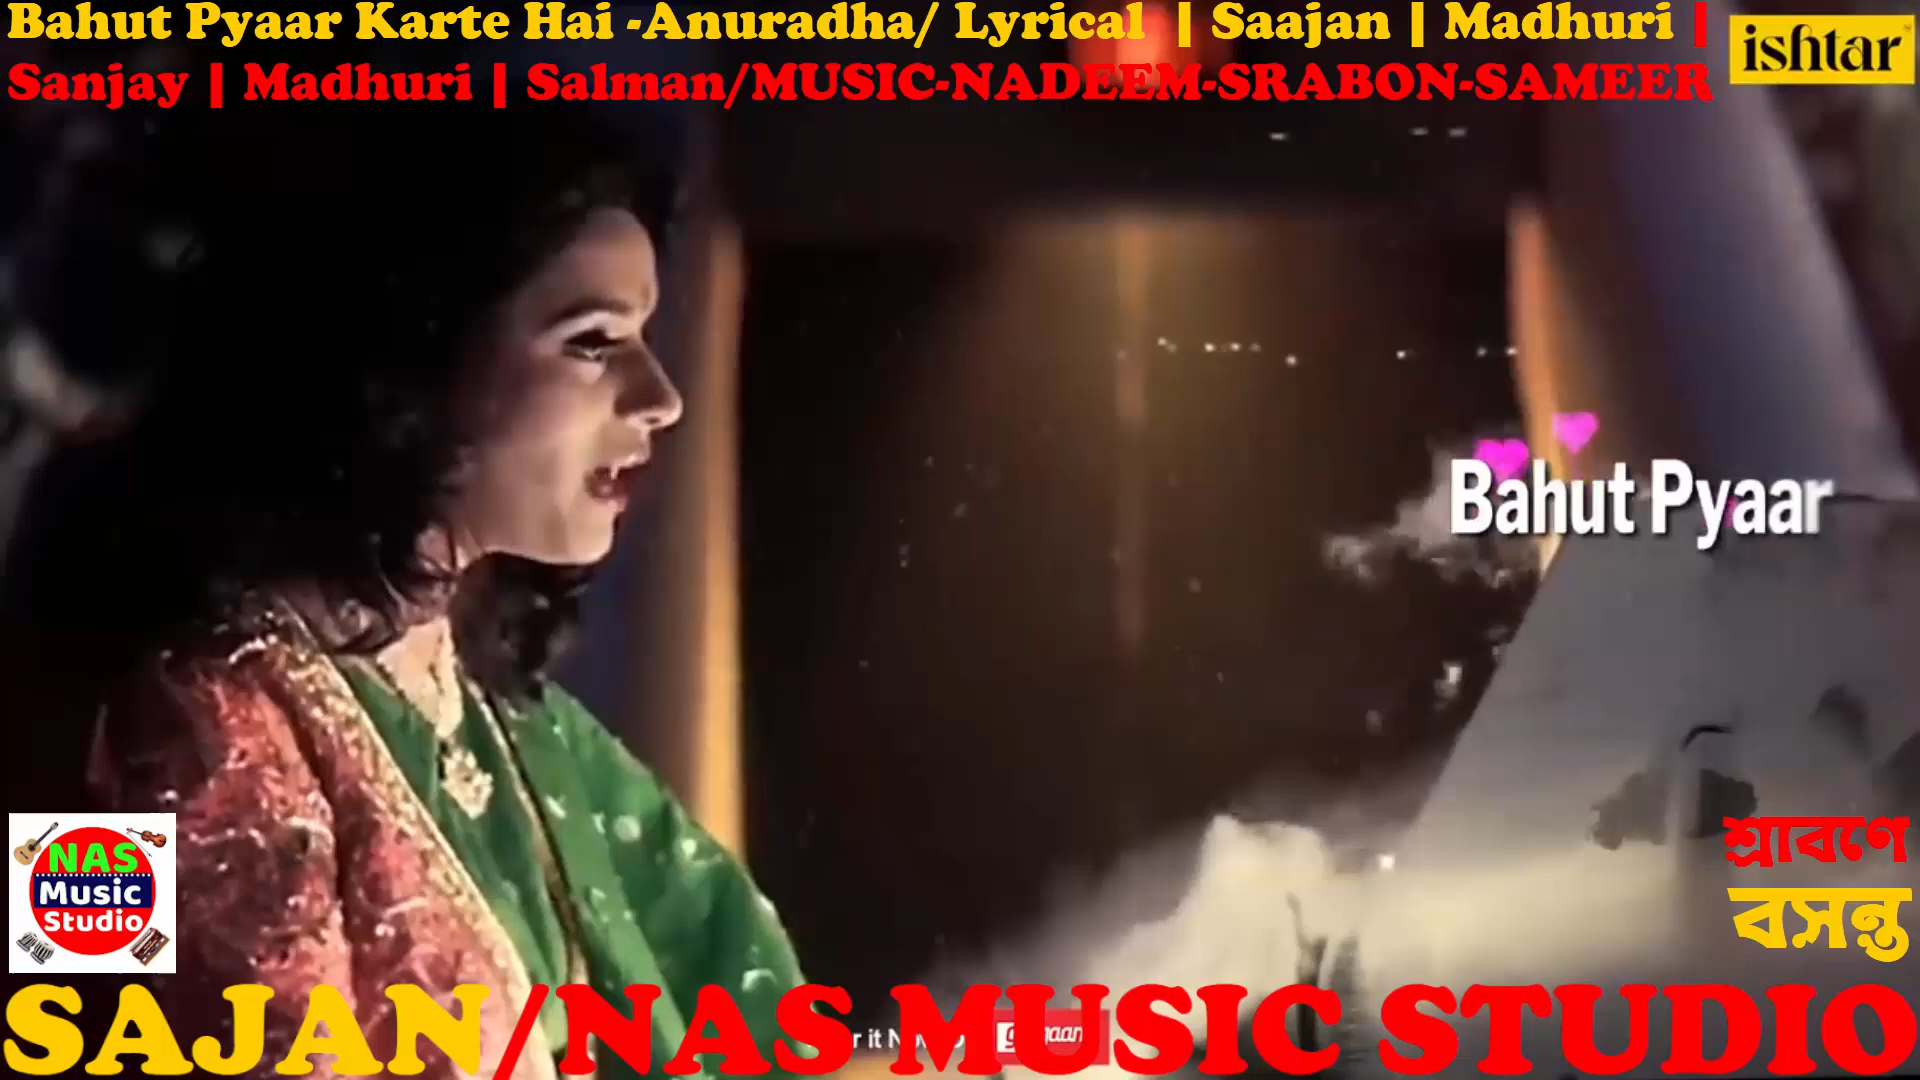 Bahut Pyaar Karte Hai -Anuradha/ Lyrical | Saajan | Madhuri |
ishtar
Sanjay | Madhuri | Salman/MUSIC-NADEEM-SRABON-SAMEER
Bahut Pyaar
শ্রাবণে
বসন্ত
NAS
Music
Studio
SAJAN/NAS MUSIC STUDIO